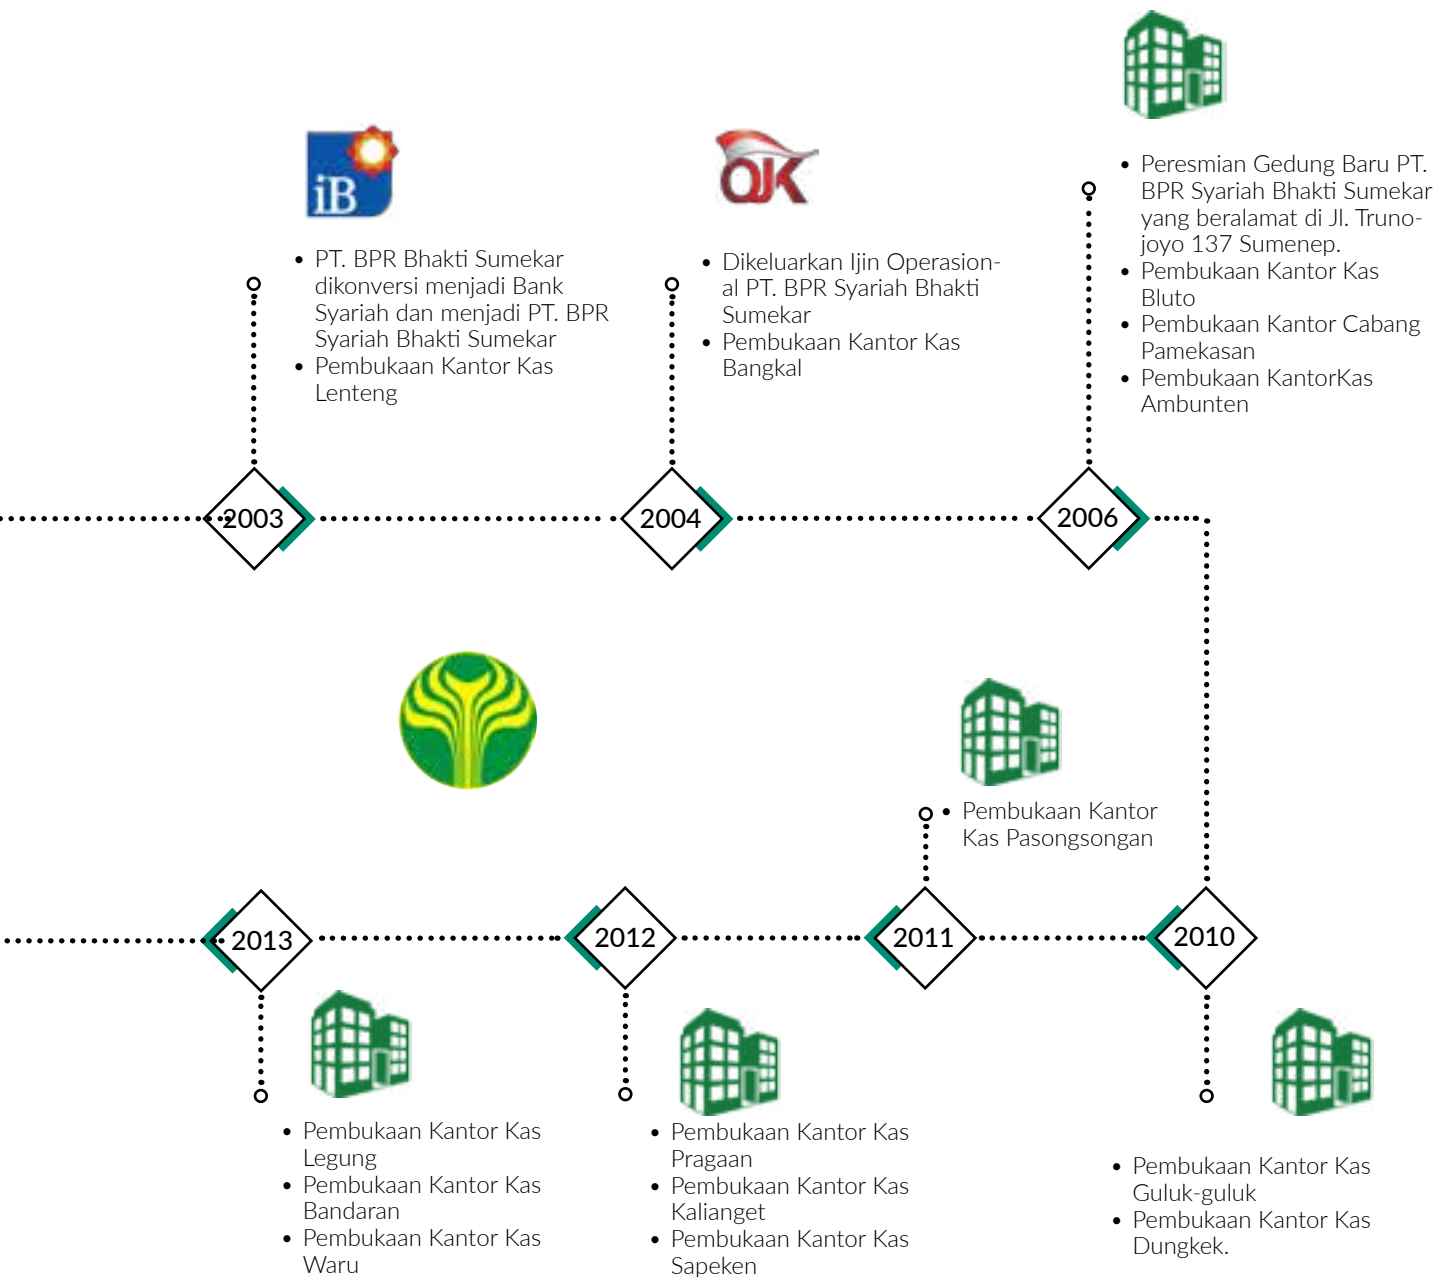 iB
OJK
• Peresmian Gedung Baru PT.
BPR Syariah Bhakti Sumekar
yang beralamat di Jl. Truno-
joyo 137 Sumenep.
• Pembukaan Kantor Kas
Bluto
• Pembukaan Kantor Cabang
Pamekasan
• Pembukaan KantorKas
Ambunten
• PT. BPR Bhakti Sumekar
dikonversi menjadi Bank
Syariah dan menjadi PT. BPR
Syariah Bhakti Sumekar
• Pembukaan Kantor Kas
Lenteng
• Dikeluarkan Ijin Operasion-
al PT. BPR Syariah Bhakti
Sumekar
• Pembukaan Kantor Kas
Bangkal
2003
2004
2006
• Pembukaan Kantor
Kas Pasongsongan
2013
2012
2011
2010
• Pembukaan Kantor Kas
Legung
• Pembukaan Kantor Kas
Bandaran
• Pembukaan Kantor Kas
Waru
• Pembukaan Kantor Kas
Pragaan
• Pembukaan Kantor Kas
Kalianget
• Pembukaan Kantor Kas
Sapeken
• Pembukaan Kantor Kas
Guluk-guluk
• Pembukaan Kantor Kas
Dungkek.